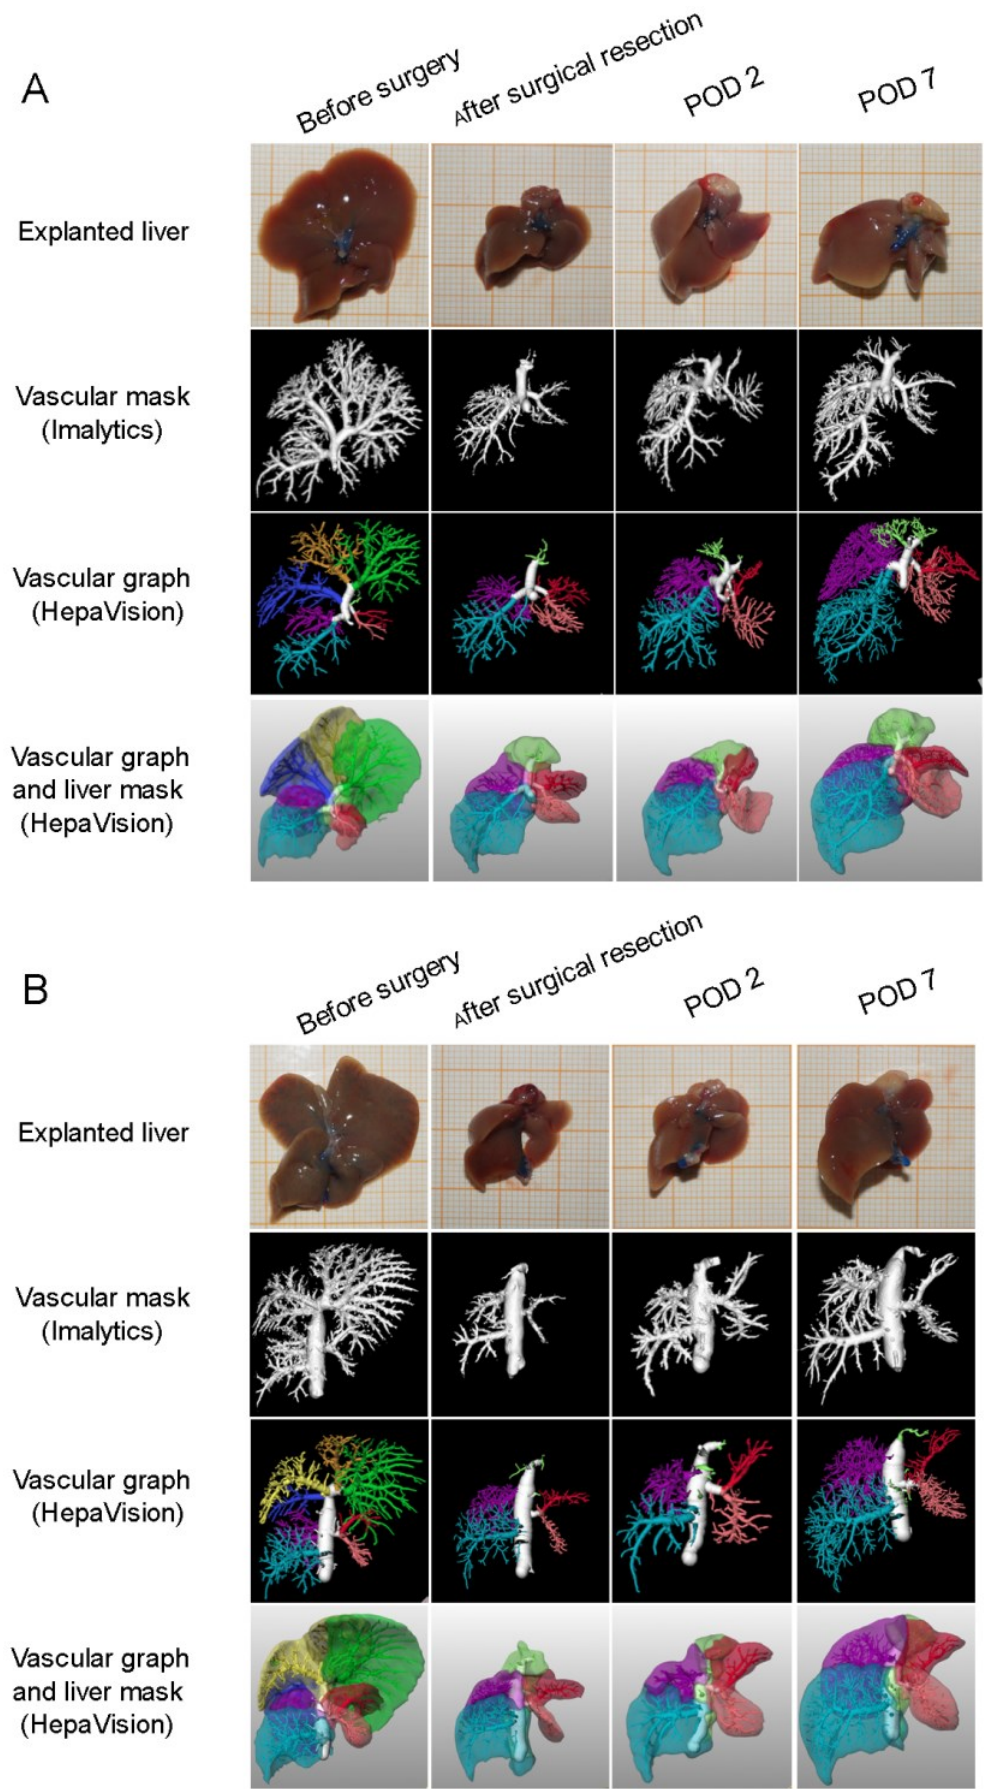 A
Before surgery
After surgical resection
POD 2
POD 7
Explanted liver
Vascular mask
(Imalytics)
Vascular graph
(HepaVision)
Vascular graph
and liver mask
(HepaVision)
B
Before surgery
After surgical resection
POD 2
POD 7
Explanted liver
Vascular mask
(Imalytics)
Vascular graph
(HepaVision)
Vascular graph
and liver mask
(HepaVision)